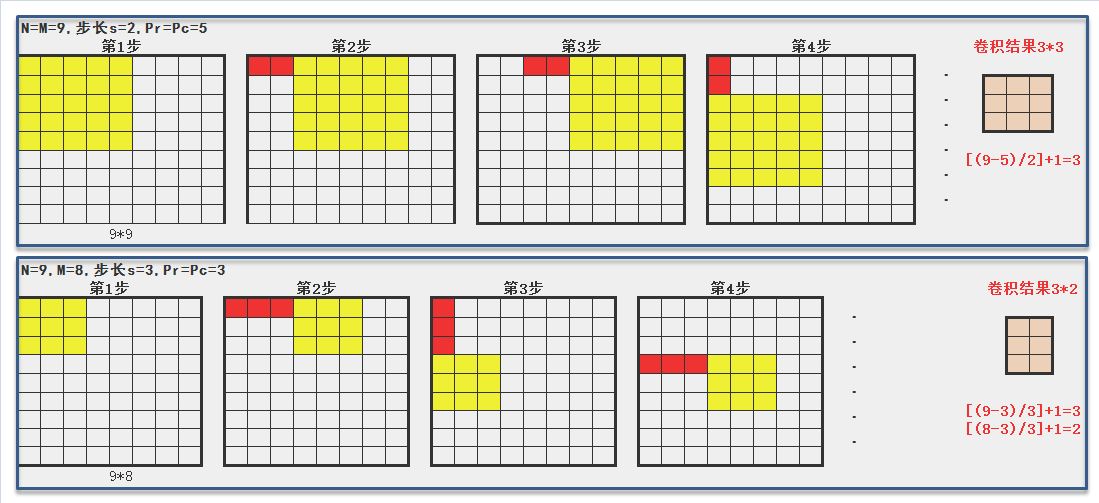 N=M=9,步长s=2,Pr=Pc=5
第1步 第2步 第3步 第4步 卷积结果3*3
[(9-5)/2]+1=3
9*9
N=9,M=8,步长s=3,Pr=Pc=3
第1步 第2步 第3步 第4步 卷积结果3*2
[(9-3)/3]+1=3
[(8-3)/3]+1=2
9*8